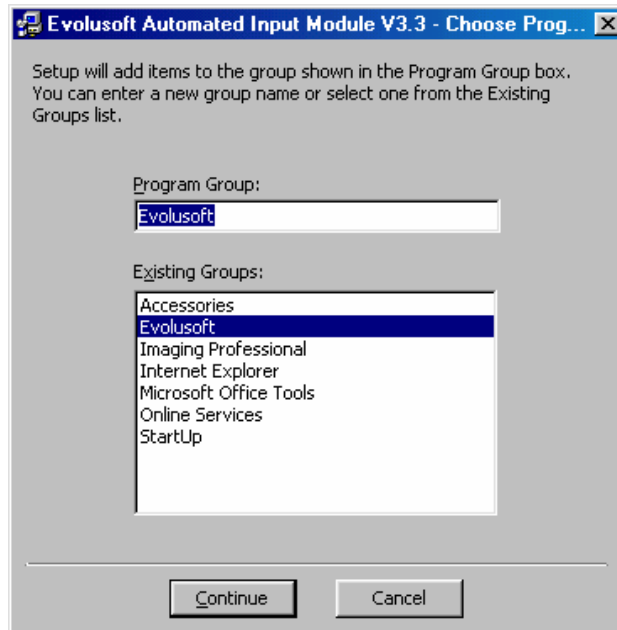 Evolusoft Automated Input Module V3.3 - Choose Prog...
Setup will add items to the group shown in the Program Group box.
You can enter a new group name or select one from the Existing
Groups list.
Program Group:
Evolusoft
Existing Groups:
Accessories
Evolusoft
Imaging Professional
Internet Explorer
Microsoft Office Tools
Online Services
StartUp
Continue
Cancel